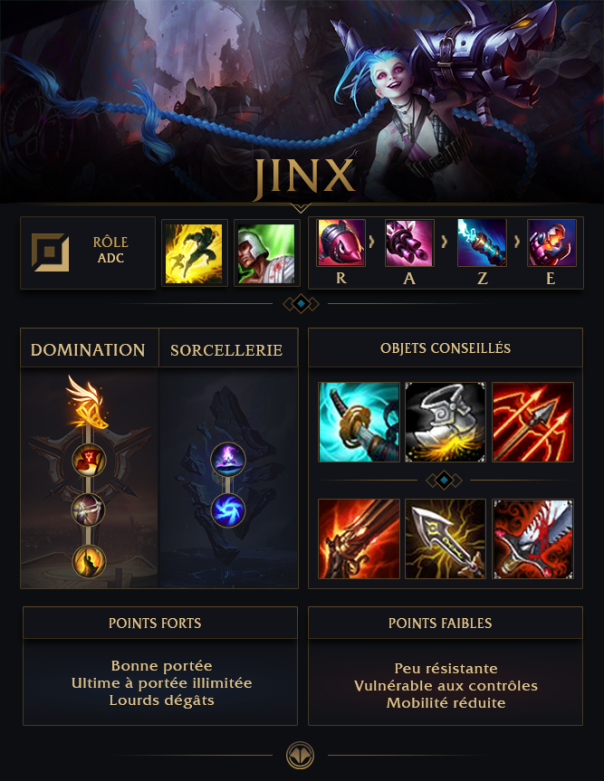 JINX
RÔLE
ADC
R
A
Z
E
DOMINATION
SORCELLERIE
OBJETS CONSEILLÉS
POINTS FORTS
Bonne portée
Ultime à portée illimitée
Lourds dégâts
POINTS FAIBLES
Peu résistante
Vulnérable aux contrôles
Mobilité réduite